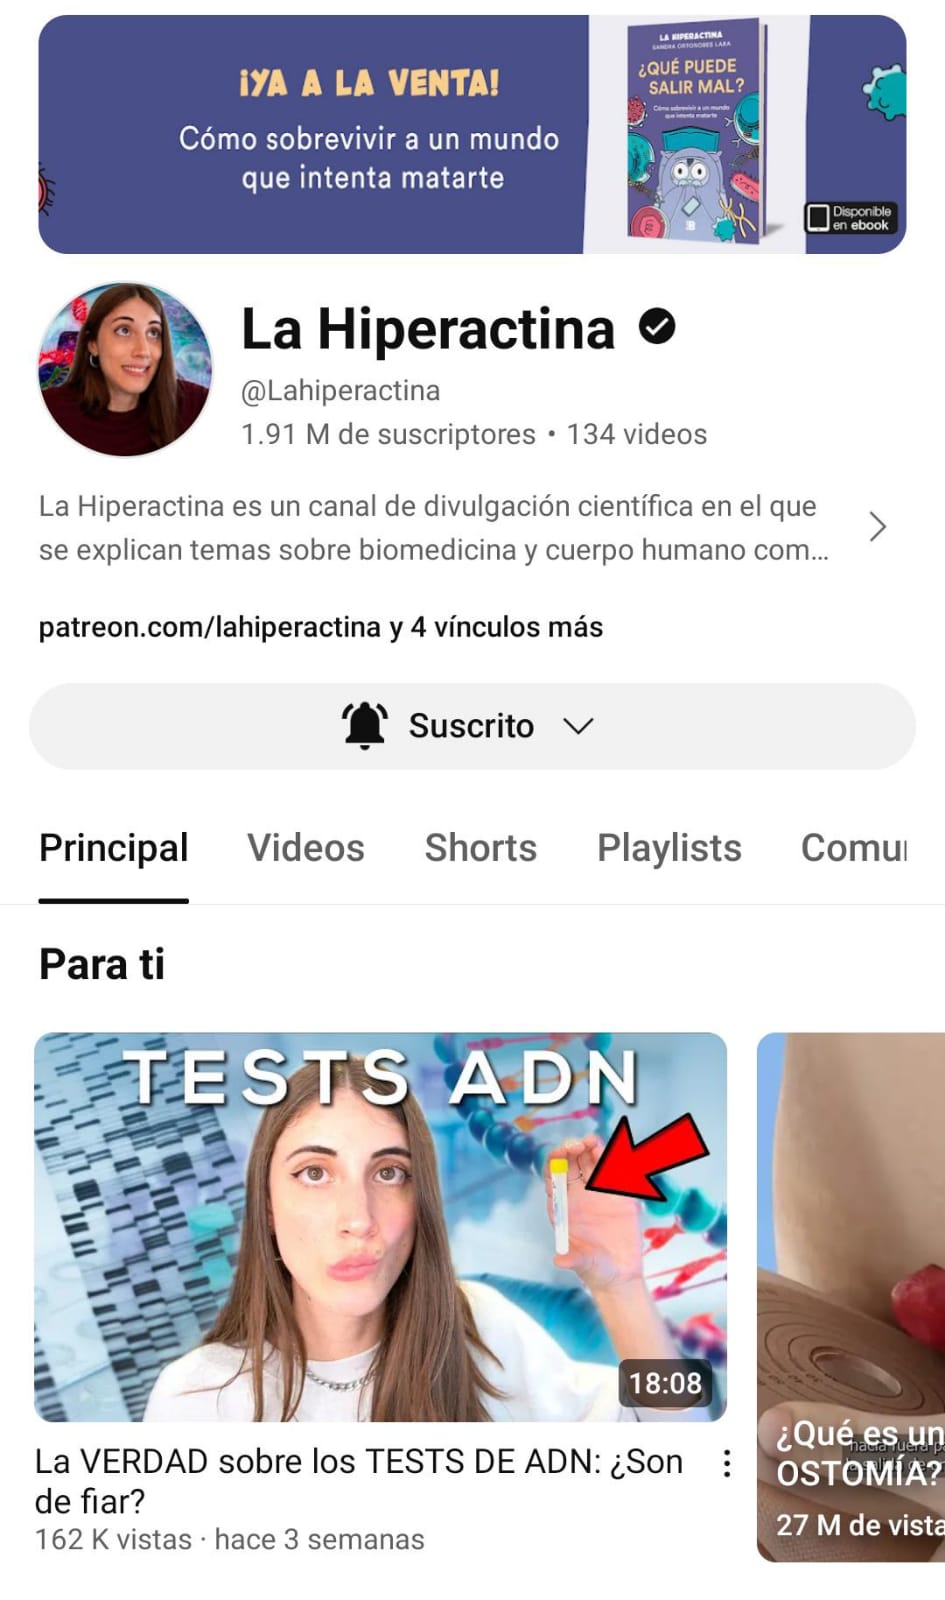 ¡YA A LA VENTA!
Cómo sobrevivir a un mundo
que intenta matarte
LA HIPERACTINA
SANDRA ORTONOBES LARA
¿QUÉ PUEDE
SALIR MAL?
Cómo sobrevivir a un mundo
que intenta matarte
B
Disponible
en ebook
La Hiperactina
@Lahiperactina
1.91 M de suscriptores • 134 videos
La Hiperactina es un canal de divulgación científica en el que
se explican temas sobre biomedicina y cuerpo humano com...
patreon.com/lahiperactina y 4 vínculos más
Suscrito
Principal Videos Shorts Playlists Comu
Para ti
TESTS ADN
18:08
La VERDAD sobre los TESTS DE ADN: ¿Son
de fiar?
162 K vistas · hace 3 semanas
¿Qué es un
hacia fuera
OSTOMÍA?
27 M de vista